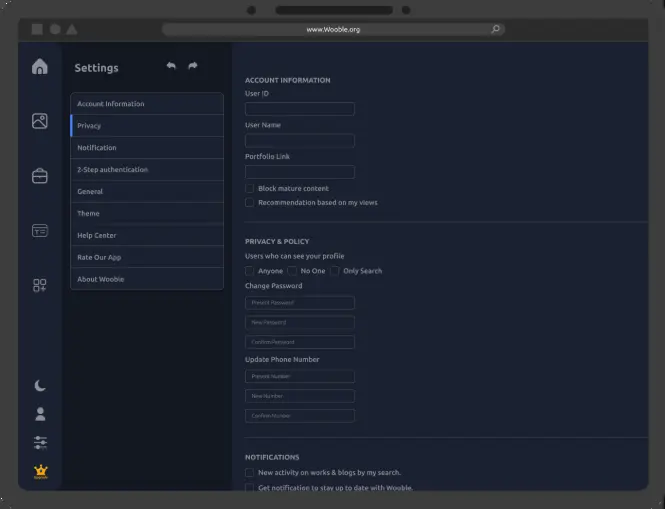 www.Wooble.org
Settings
Account Information
Privacy
Notification
2-Step authentication
General
Theme
Help Center
Rate Our App
About Wooble
ACCOUNT INFORMATION
User ID
User Name
Portfolio Link
Block mature content
Recommendation based on my views
PRIVACY & POLICY
Users who can see your profile
Anyone No One Only Search
Change Password
Present Password
New Password
Confirm Password
Update Phone Number
Present Number
New Number
Confirm Number
NOTIFICATIONS
New activity on works & blogs by my search.
Get notification to stay up to date with Wooble.